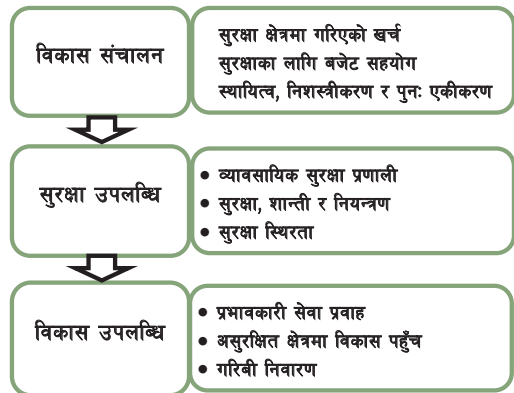 विकास संचालन
सुरक्षा क्षेत्रमा गरिएको खर्च
सुरक्षाका लागि बजेट सहयोग
स्थायित्व, निशस्त्रीकरण र पुनः एकीकरण
सुरक्षा उपलब्धि
• व्यावसायिक सुरक्षा प्रणाली
• सुरक्षा, शान्ती र नियन्त्रण
• सुरक्षा स्थिरता
विकास उपलब्धि
• प्रभावकारी सेवा प्रवाह
• असुरक्षित क्षेत्रमा विकास पहुँच
• गरिबी निवारण